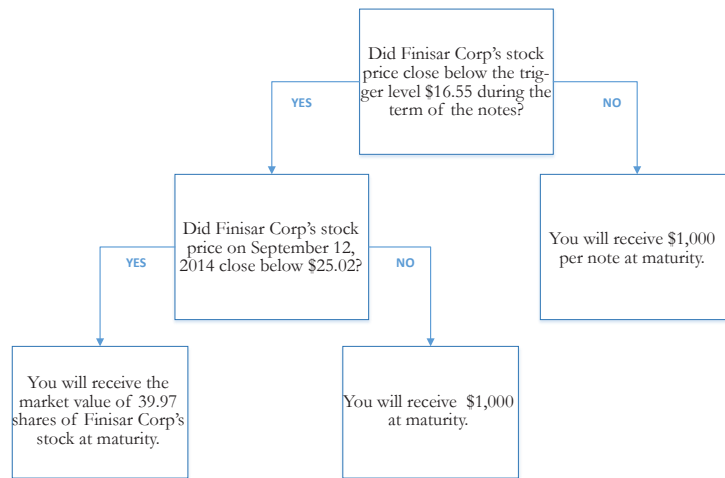 Did Finisar Corp's stock
price close below the trig-
ger level $16.55 during the
term of the notes?
YES
NO
Did Finisar Corp's stock
price on September 12,
2014 close below $25.02?
You will receive $1,000
per note at maturity.
YES
NO
You will receive the
market value of 39.97
shares of Finisar Corp's
stock at maturity.
You will receive $1,000
at maturity.